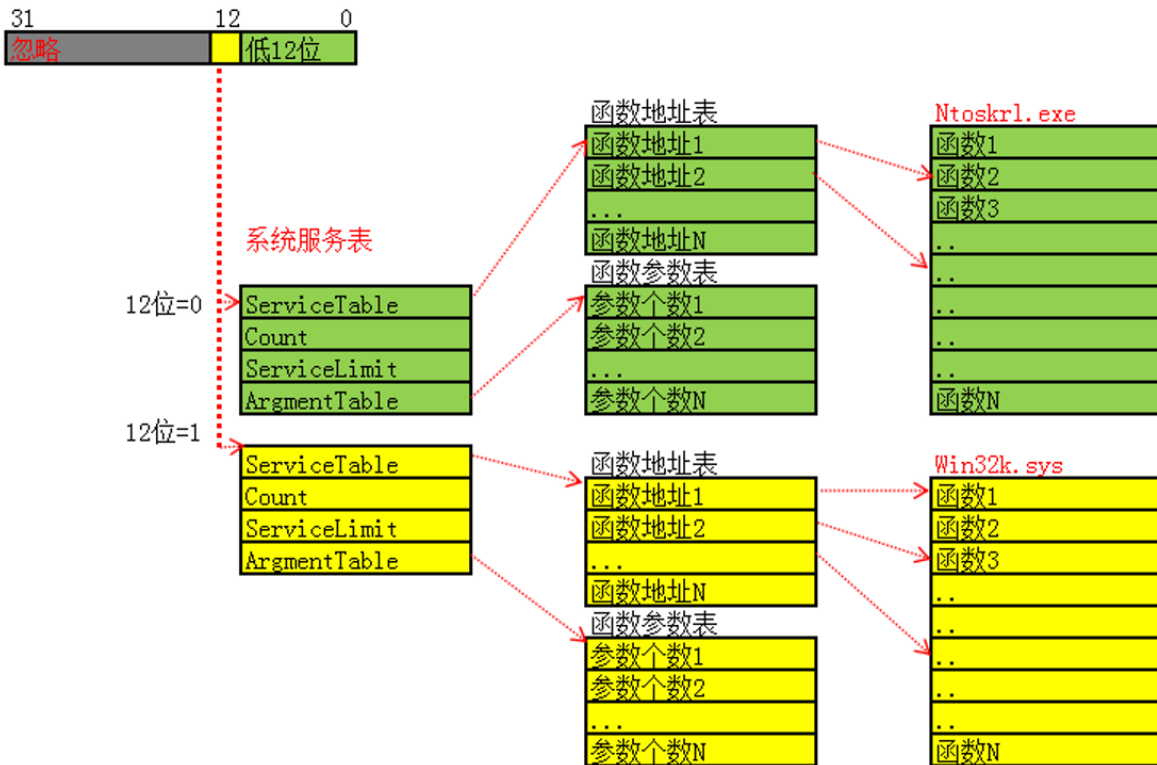 31 12 0
忽略 低12位
函数地址表
函数地址1
函数地址2
...
函数地址N
函数参数表
参数个数1
参数个数2
...
参数个数N
Ntoskrl.exe
函数1
函数2
函数3
..
..
..
..
..
函数N
系统服务表
12位=0
ServiceTable
Count
ServiceLimit
ArgmentTable
12位=1
ServiceTable
Count
ServiceLimit
ArgmentTable
函数地址表
函数地址1
函数地址2
...
函数地址N
函数参数表
参数个数1
参数个数2
...
参数个数N
Win32k.sys
函数1
函数2
函数3
..
..
..
..
..
函数N